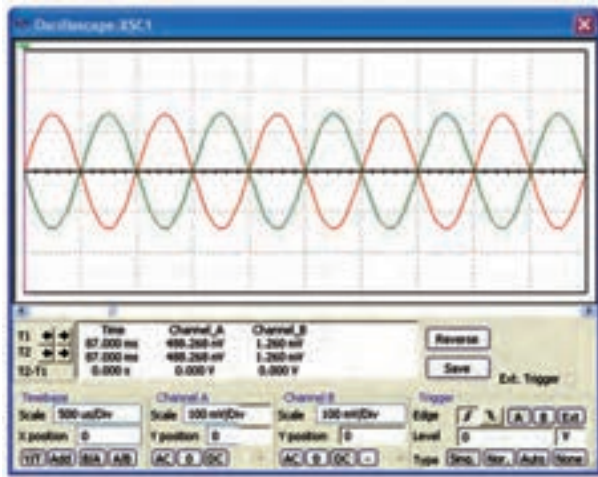 Oscilloscope-XSC1
Time Channel_A Channel_B
T1 87.000 ms 488.268 nV 1.260 mV
T2 87.000 ms 488.268 nV 1.260 mV
T2-T1 0.000 s 0.000 V 0.000 V
Reverse
Save
Ext. Trigger
Timebase Channel A Channel B Trigger
Scale 500 us/Div Scale 100 mV/Div Scale 100 mV/Div Edge A B Ext
X position 0 Y position 0 Y position 0 Level 0 V
Y/T Add B/A A/B AC 0 DC AC 0 DC - Type Sing. Nor. Auto None